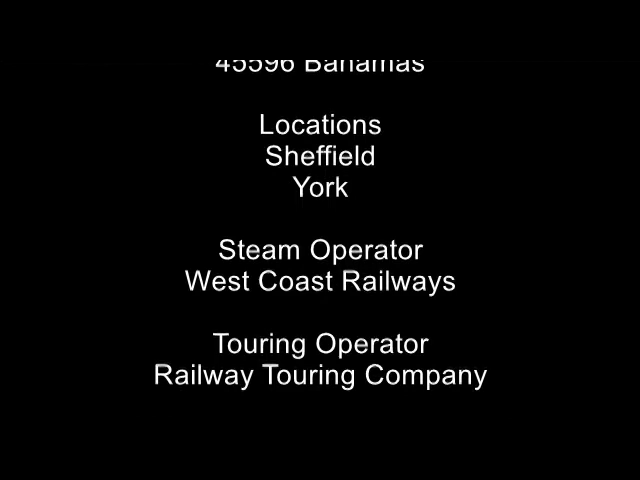 45596 Bahamas
Locations
Sheffield
York
Steam Operator
West Coast Railways
Touring Operator
Railway Touring Company